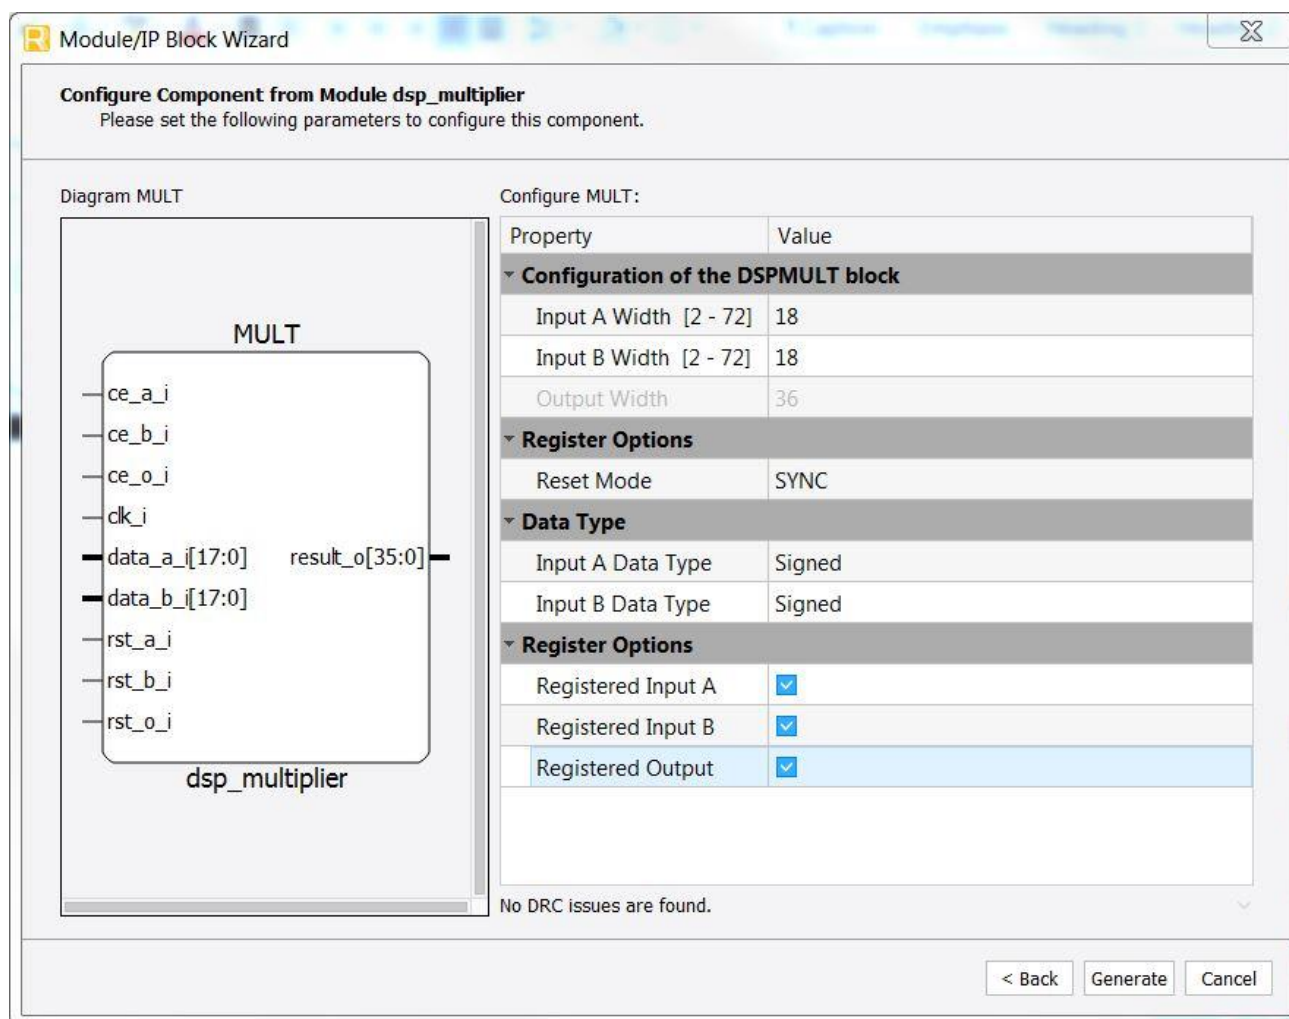 Module/IP Block Wizard
Configure Component from Module dsp_multiplier
Please set the following parameters to configure this component.
Diagram MULT
MULT
ce_a_i
ce_b_i
ce_o_i
clk_i
data_a_i[17:0] result_o[35:0]
data_b_i[17:0]
rst_a_i
rst_b_i
rst_o_i
dsp_multiplier
Configure MULT:
Property Value
Configuration of the DSPMULT block
Input A Width [2 - 72] 18
Input B Width [2 - 72] 18
Output Width 36
Register Options
Reset Mode SYNC
Data Type
Input A Data Type Signed
Input B Data Type Signed
Register Options
Registered Input A
Registered Input B
Registered Output
No DRC issues are found.
< Back Generate Cancel